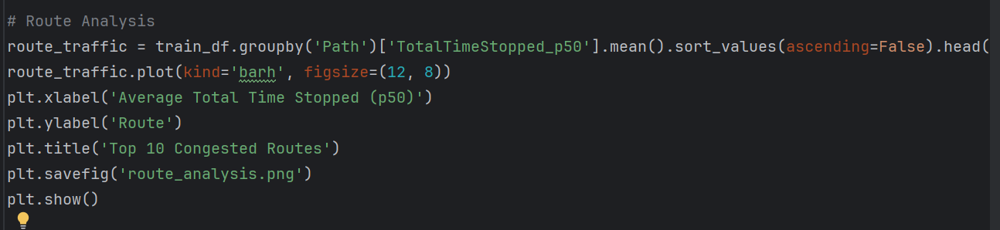 # Route Analysis
route_traffic = train_df.groupby('Path')['TotalTimeStopped_p50'].mean().sort_values(ascending=False).head(
route_traffic.plot(kind='barh', figsize=(12, 8))
plt.xlabel('Average Total Time Stopped (p50)')
plt.ylabel('Route')
plt.title('Top 10 Congested Routes')
plt.savefig('route_analysis.png')
plt.show()